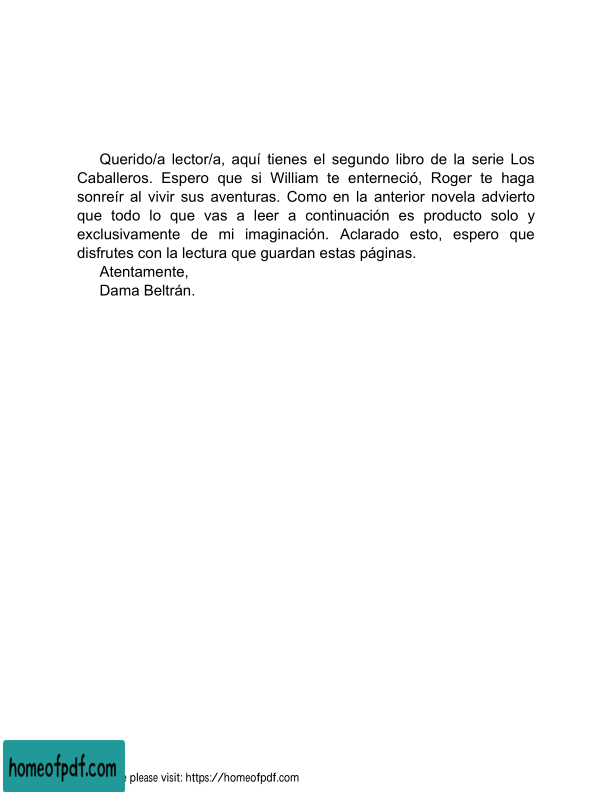 Querido/a lector/a, aquí tienes el segundo libro de la serie Los
Caballeros. Espero que si William te enterneció, Roger te haga
sonreír al vivir sus aventuras. Como en la anterior novela advierto
que todo lo que vas a leer a continuación es producto solo y
exclusivamente de mi imaginación. Aclarado esto, espero que
disfrutes con la lectura que guardan estas páginas.
Atentamente,
Dama Beltrán.
homeofpdf.com
please visit: https://homeofpdf.com